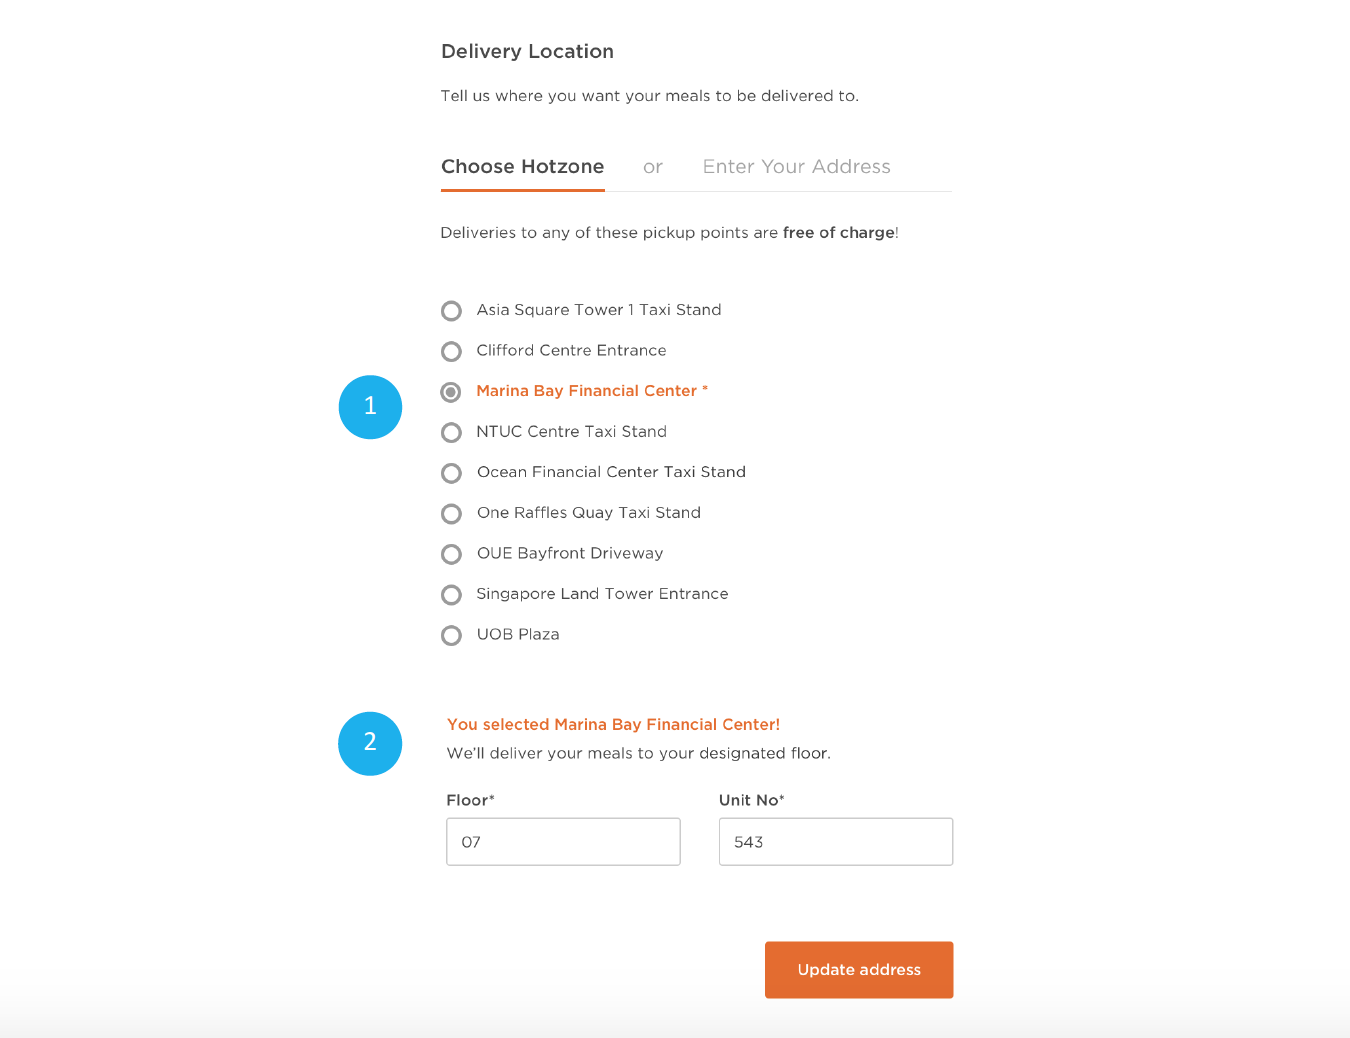 Delivery Location
Tell us where you want your meals to be delivered to.
Choose Hotzone or Enter Your Address
Deliveries to any of these pickup points are free of charge!
Asia Square Tower 1 Taxi Stand
Clifford Centre Entrance
1 Marina Bay Financial Center *
NTUC Centre Taxi Stand
Ocean Financial Center Taxi Stand
One Raffles Quay Taxi Stand
OUE Bayfront Driveway
Singapore Land Tower Entrance
UOB Plaza
2 You selected Marina Bay Financial Center!
We'll deliver your meals to your designated floor.
Floor* Unit No*
07 543
Update address